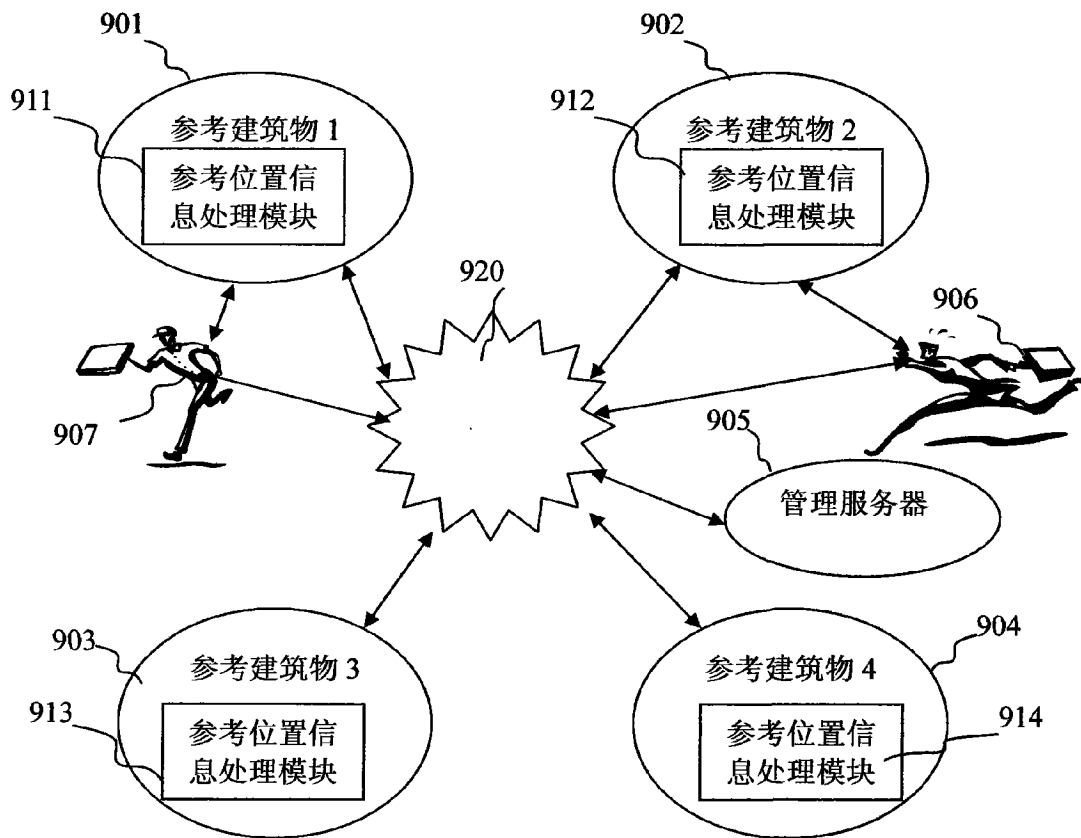 901
902
911
912
参考建筑物 1
参考位置信
息处理模块
参考建筑物 2
参考位置信
息处理模块
920
906
907
905
管理服务器
903
904
参考建筑物 3
参考建筑物 4
913
914
参考位置信
息处理模块
参考位置信
息处理模块